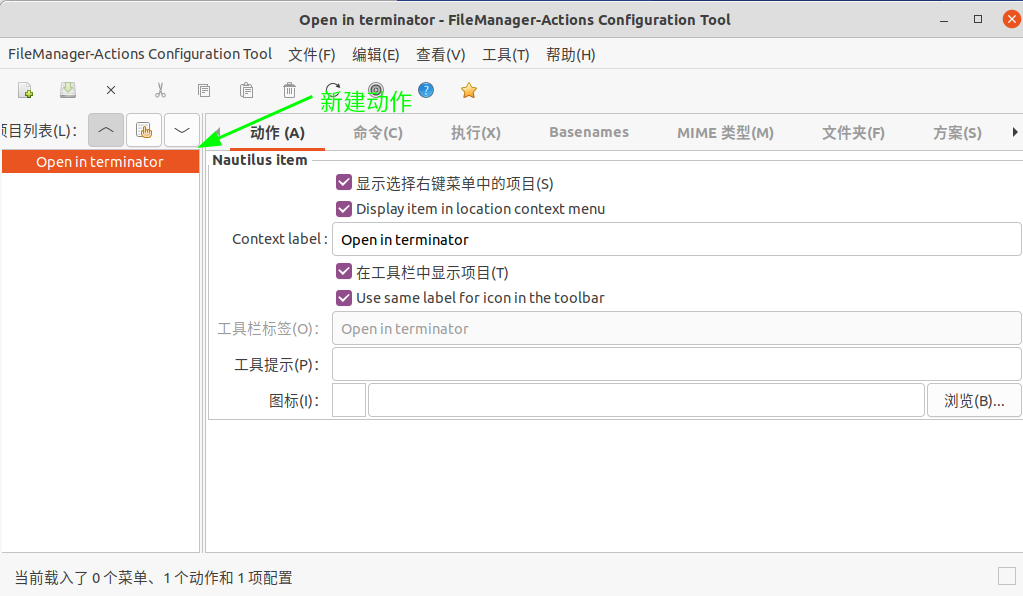 Open in terminator - FileManager-Actions Configuration Tool
FileManager-Actions Configuration Tool 文件(F) 编辑(E) 查看(V) 工具(T) 帮助(H)
新建动作
项目列表(L):
动作 (A) 命令(C) 执行(X) Basenames MIME 类型(M) 文件夹(F) 方案(S)
Open in terminator
Nautilus item
显示选择右键菜单中的项目(S)
Display item in location context menu
Context label : Open in terminator
在工具栏中显示项目(T)
Use same label for icon in the toolbar
工具栏标签(O): Open in terminator
工具提示(P):
图标(I): 浏览(B)...
当前载入了 0 个菜单、1 个动作和 1 项配置